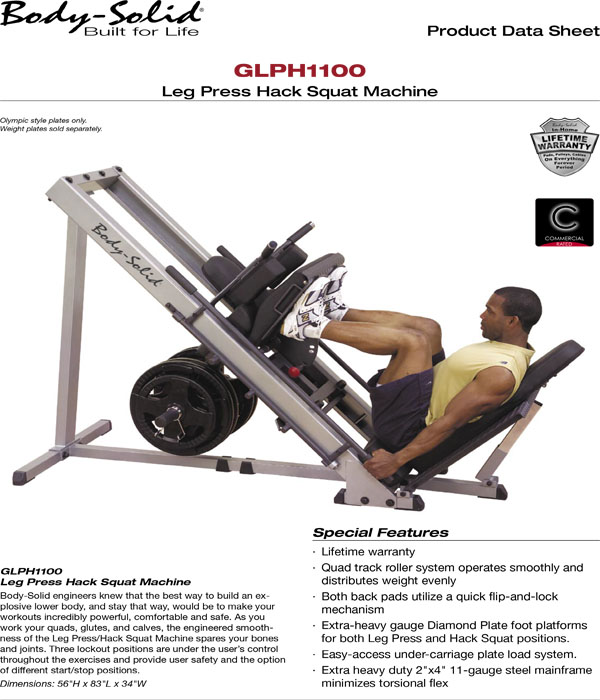 Body-Solid®
Built for Life
Product Data Sheet
GLPH1100
Leg Press Hack Squat Machine
Olympic style plates only.
Weight plates sold separately.
Body-Solid
In-Home
LIFETIME
WARRANTY
Pads, Pulleys, Cables
On Everything
Forever
Period
C
COMMERCIAL
RATED
Body-Solid
GLPH1100
Leg Press Hack Squat Machine
Body-Solid engineers knew that the best way to build an ex-
plosive lower body, and stay that way, would be to make your
workouts incredibly powerful, comfortable and safe. As you
work your quads, glutes, and calves, the engineered smooth-
ness of the Leg Press/Hack Squat Machine spares your bones
and joints. Three lockout positions are under the user's control
throughout the exercises and provide user safety and the option
of different start/stop positions.
Dimensions: 56"H x 83"L x 34"W
Special Features
· Lifetime warranty
· Quad track roller system operates smoothly and
distributes weight evenly
· Both back pads utilize a quick flip-and-lock
mechanism
· Extra-heavy gauge Diamond Plate foot platforms
for both Leg Press and Hack Squat positions.
· Easy-access under-carriage plate load system.
· Extra heavy duty 2"x4" 11-gauge steel mainframe
minimizes torsional flex